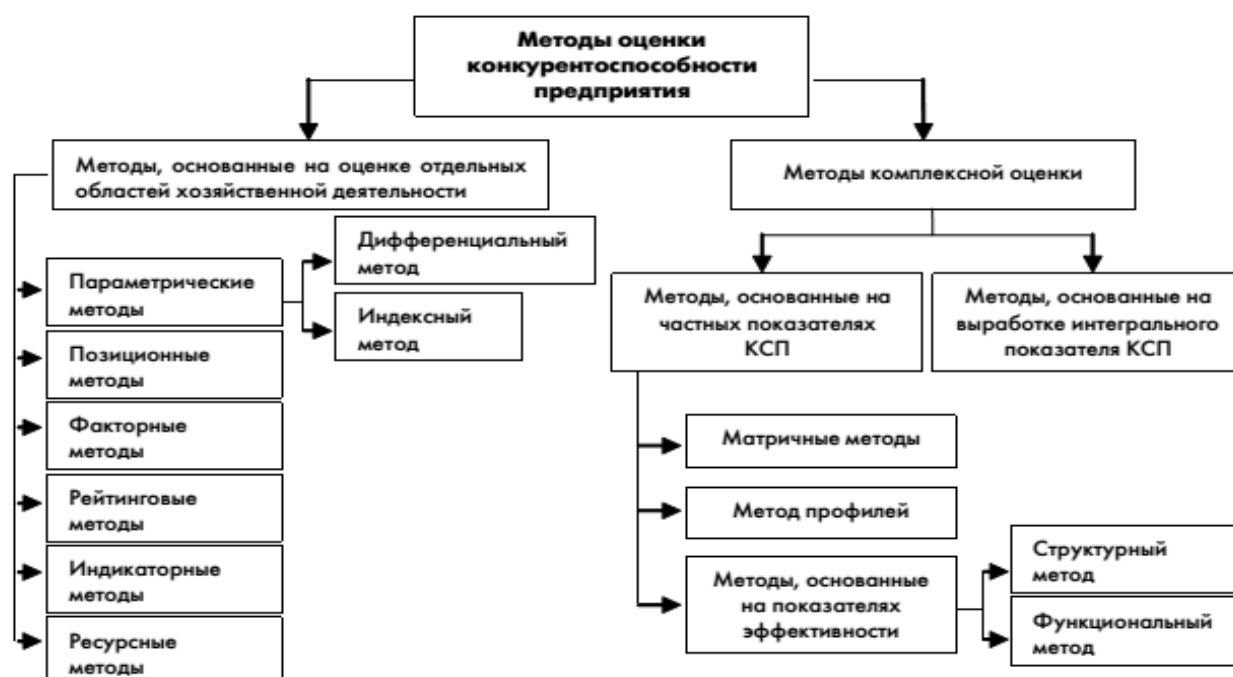 Методы оценки
конкурентоспособности
предприятия
Методы, основанные на оценке отдельных
областей хозяйственной деятельности
Методы комплексной оценки
Параметрические
методы
Дифференциальный
метод
Индексный
метод
Позиционные
методы
Факторные
методы
Рейтинговые
методы
Индикаторные
методы
Ресурсные
методы
Методы, основанные на
частных показателях
КСП
Методы, основанные на
выработке интегрального
показателя КСП
Матричные методы
Метод профилей
Методы, основанные
на показателях
эффективности
Структурный
метод
Функциональный
метод